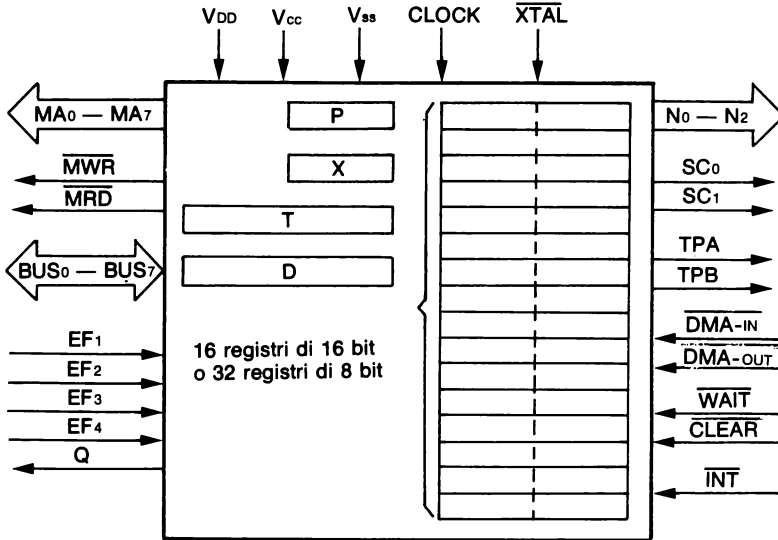 VDD Vcc Vss CLOCK XTAL
MA0 — MA7
P
N0 — N2
MWR
X
SC0
MRD
SC1
T
TPA
BUS0 — BUS7
D
TPB
DMA-IN
EF1
16 registri di 16 bit
DMA-OUT
EF2
o 32 registri di 8 bit
EF3
WAIT
EF4
CLEAR
Q
INT